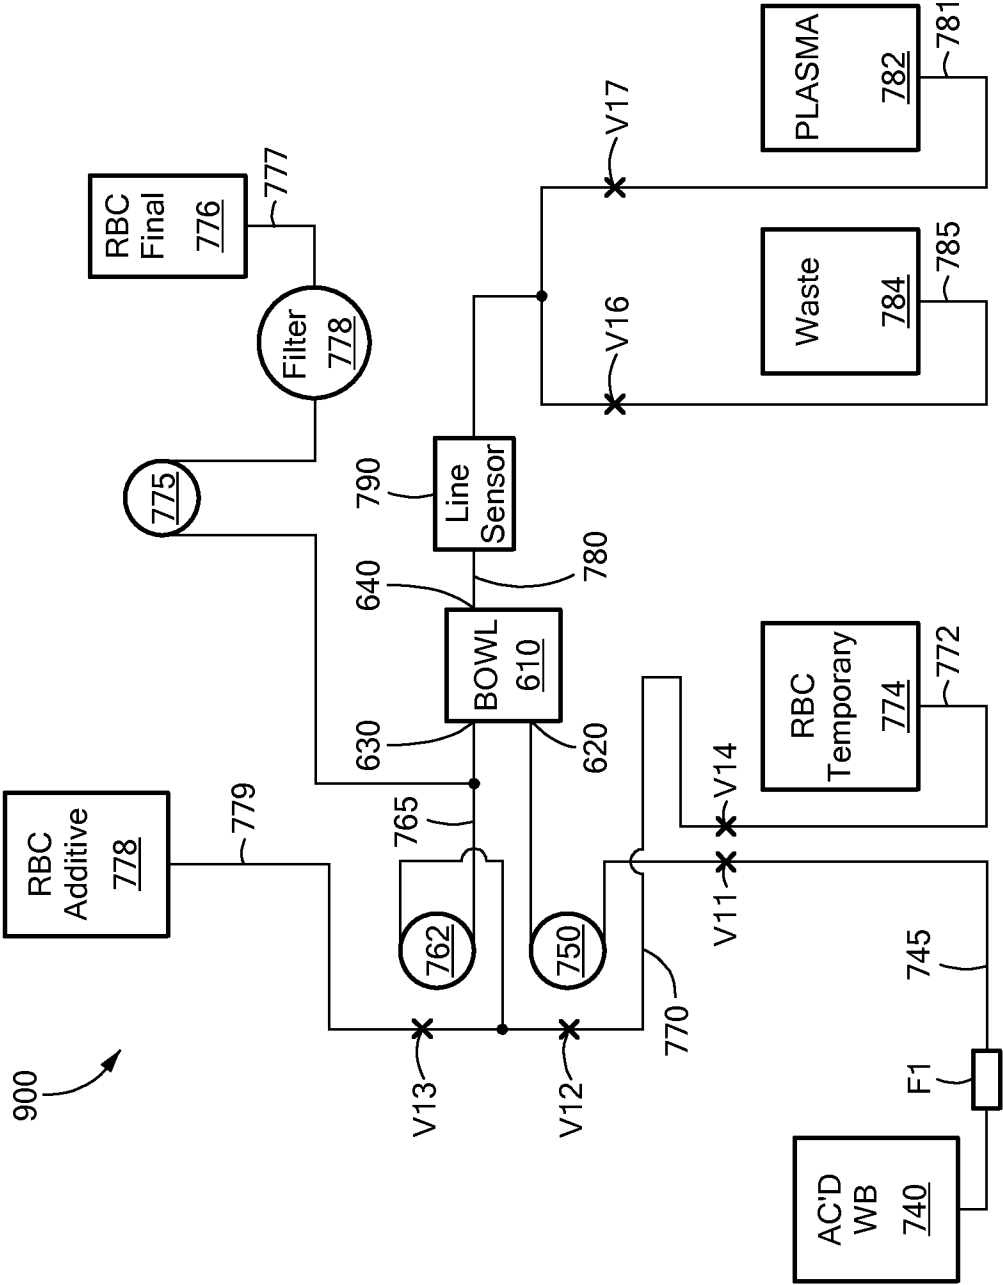 900
RBC
Additive
778
779
V13
V12
762
750
765
770
630
620
BOWL
610
640
780
790
Line
Sensor
775
Filter
778
777
RBC
Final
776
V16
V17
PLASMA
782
781
Waste
784
785
RBC
Temporary
774
772
V14
V11
745
F1
AC'D
WB
740